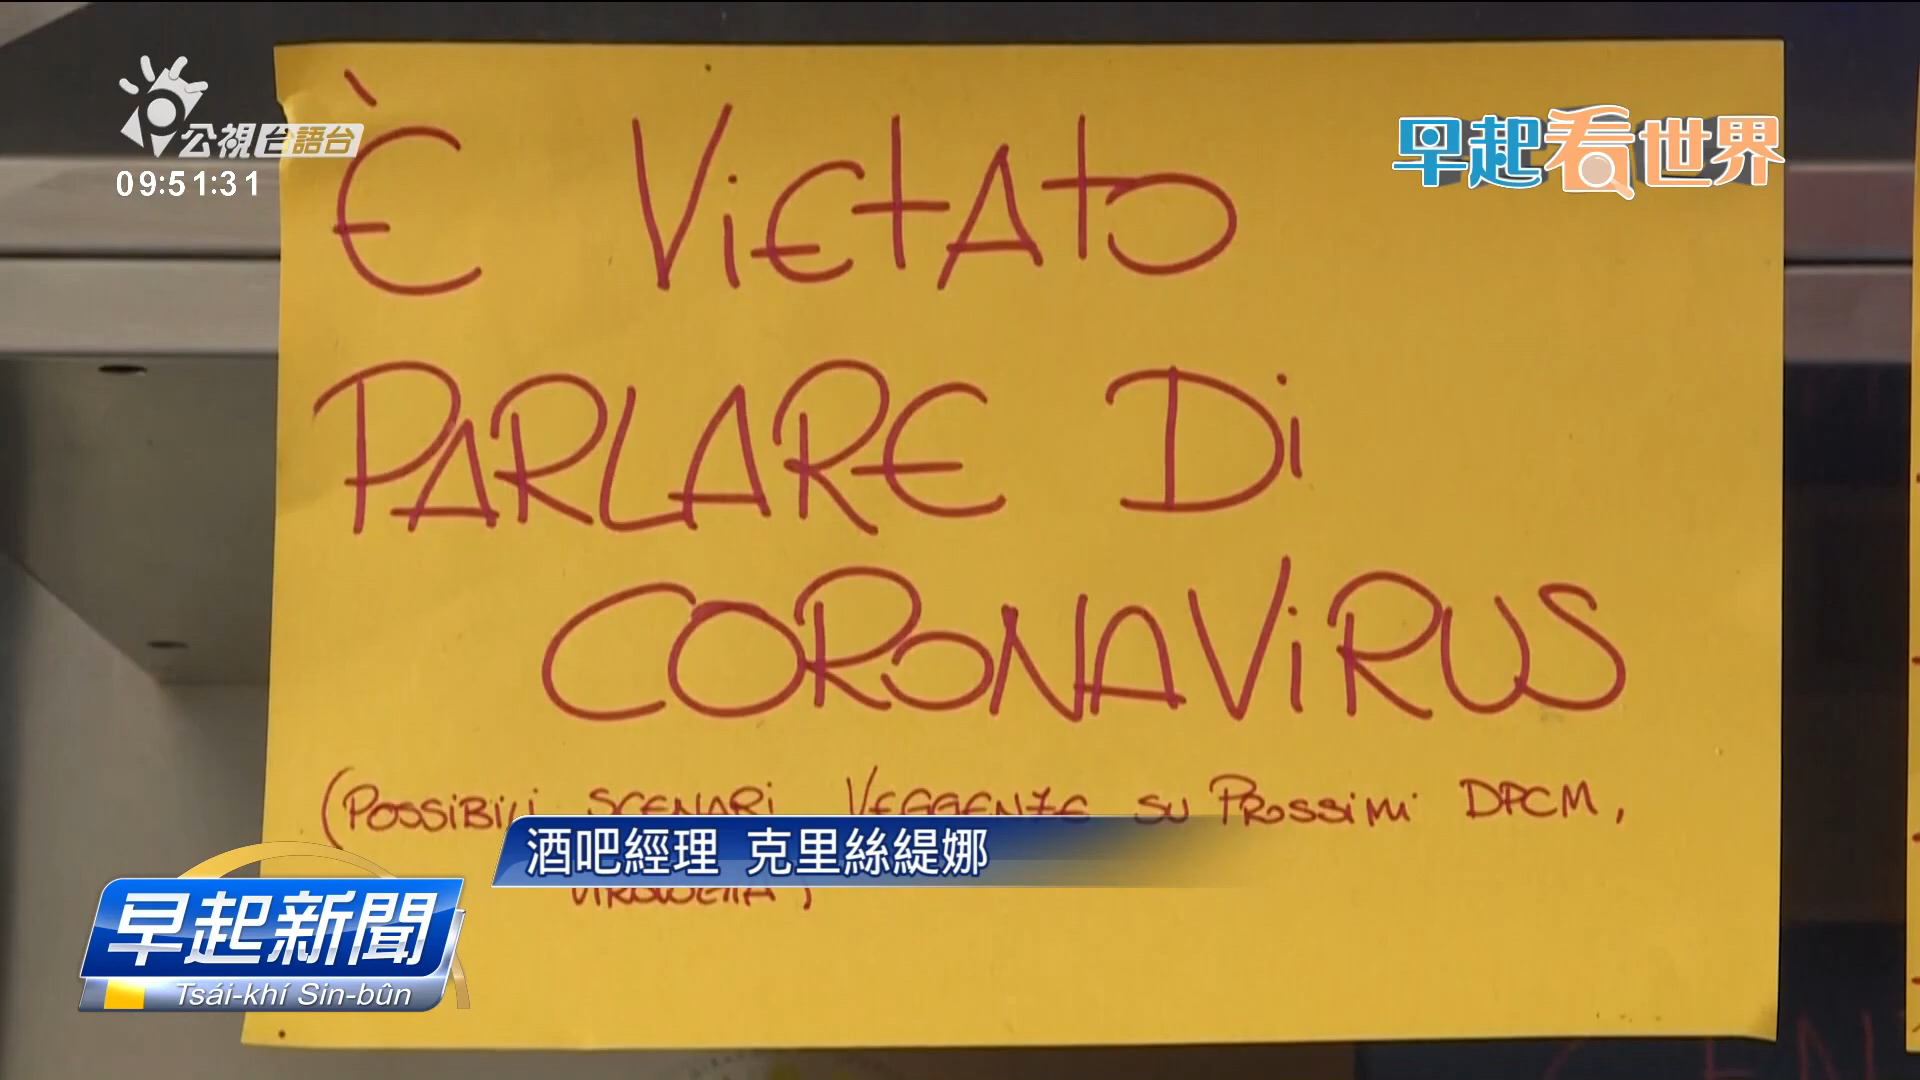 公視台語台
09:51:31
早起看世界
È VIETATO
PARLARE DI
CORONAVIRUS
(POSSIBILI SCENARI, VEGGENZE SU PROSSIMI DPCM,
酒吧經理 克里絲緹娜
早起新聞
Tsái-khí Sin-bûn